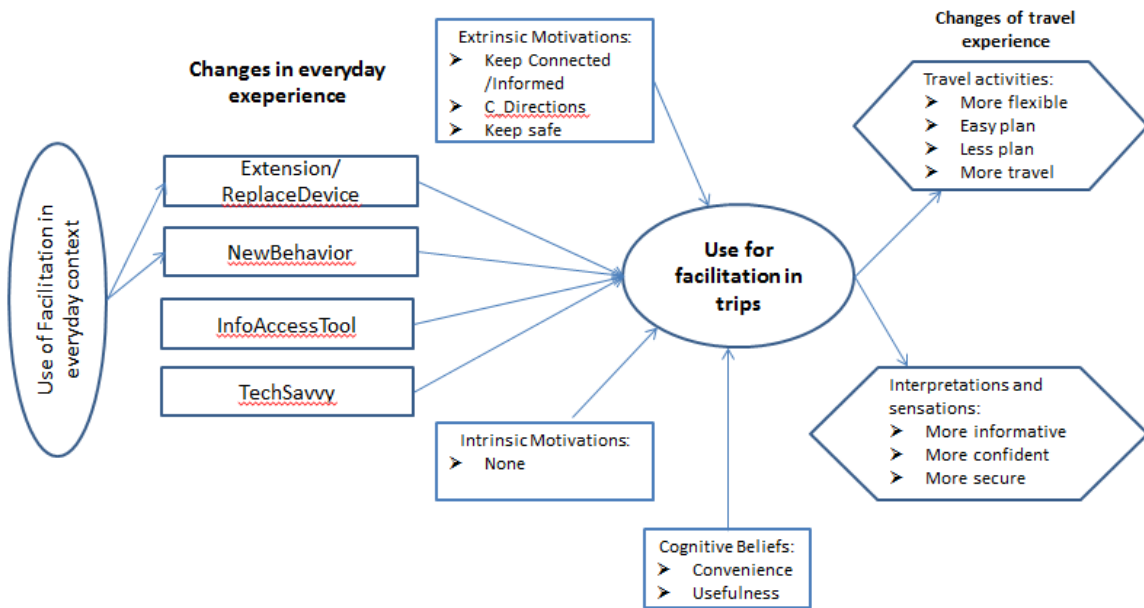 Changes in everyday
exeperience
Extrinsic Motivations:
➤ Keep Connected
/Informed
➤ C_Directions
➤ Keep safe
Changes of travel
experience
Travel activities:
➤ More flexible
➤ Easy plan
➤ Less plan
➤ More travel
Use of Facilitation in
everyday context
Extension/
ReplaceDevice
NewBehavior
InfoAccessTool
TechSavvy
Use for
facilitation in
trips
Intrinsic Motivations:
➤ None
Cognitive Beliefs:
➤ Convenience
➤ Usefulness
Interpretations and
sensations:
➤ More informative
➤ More confident
➤ More secure